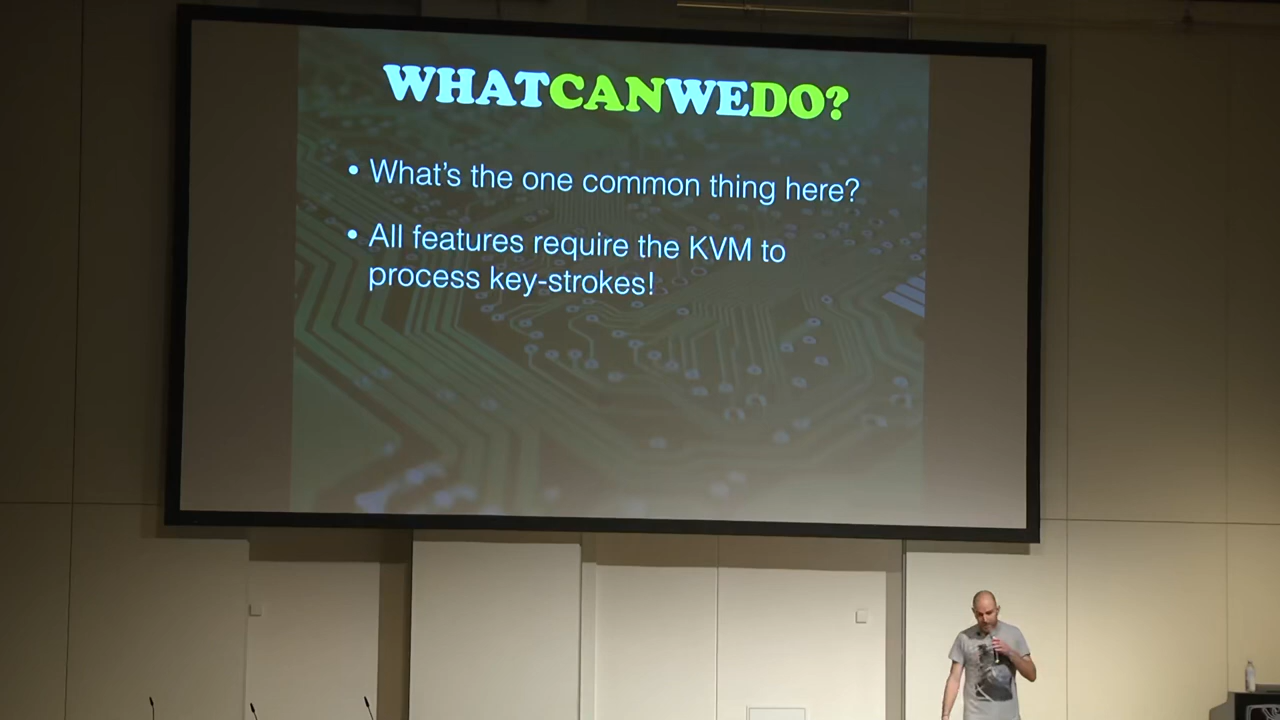 WHATCANWEDO?
• What's the one common thing here?
• All features require the KVM to
process key-strokes!